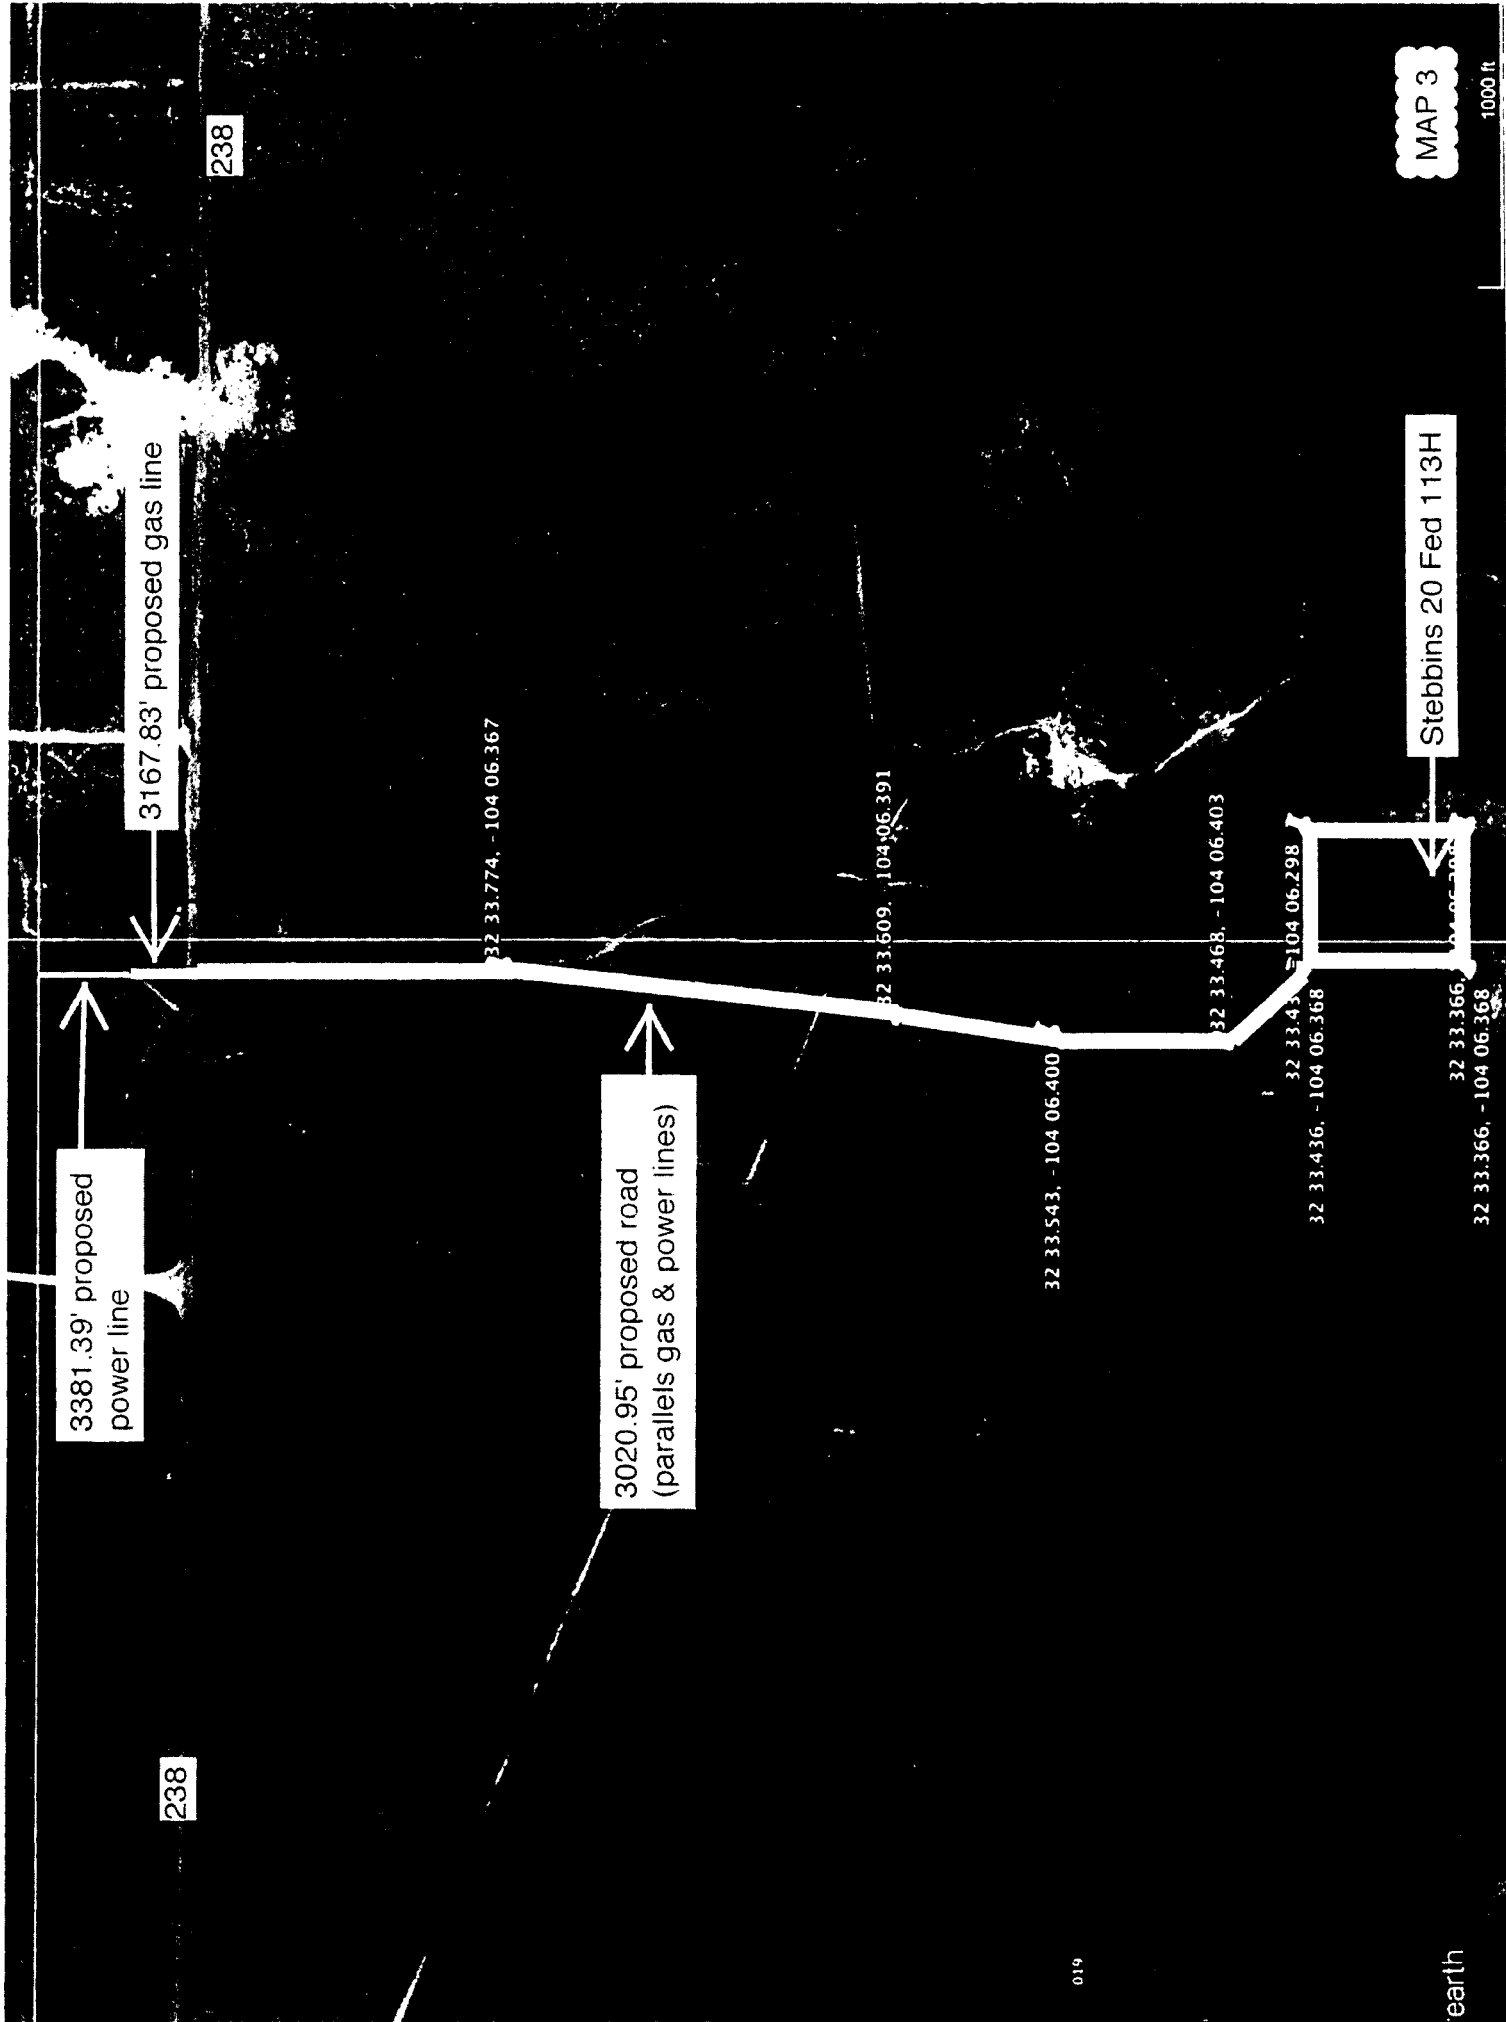 3381.39' proposed
power line
3167.83' proposed gas line
238
238
32 33.774, -104 06.367
3020.95' proposed road
(parallels gas & power lines)
32 33.609, -104 06.391
32 33.543, -104 06.400
32 33.468, -104 06.403
32 33.43 -104 06.298
32 33.436, -104 06.368
Stebbins 20 Fed 113H
32 33.366,
32 33.366, -104 06.368
MAP 3
1000 ft
earth